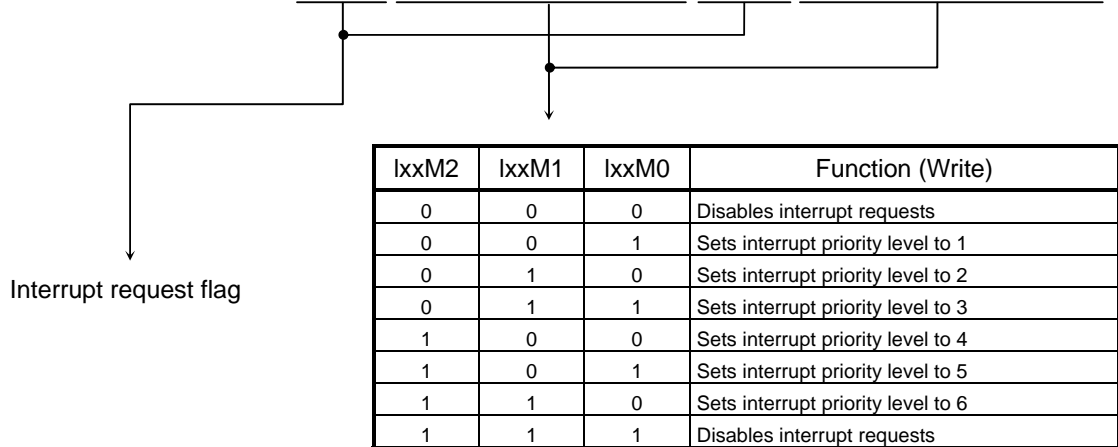 lxxM2 lxxM1 lxxM0 Function (Write)
0 0 0 Disables interrupt requests
0 0 1 Sets interrupt priority level to 1
0 1 0 Sets interrupt priority level to 2
0 1 1 Sets interrupt priority level to 3
1 0 0 Sets interrupt priority level to 4
1 0 1 Sets interrupt priority level to 5
1 1 0 Sets interrupt priority level to 6
1 1 1 Disables interrupt requests
Interrupt request flag